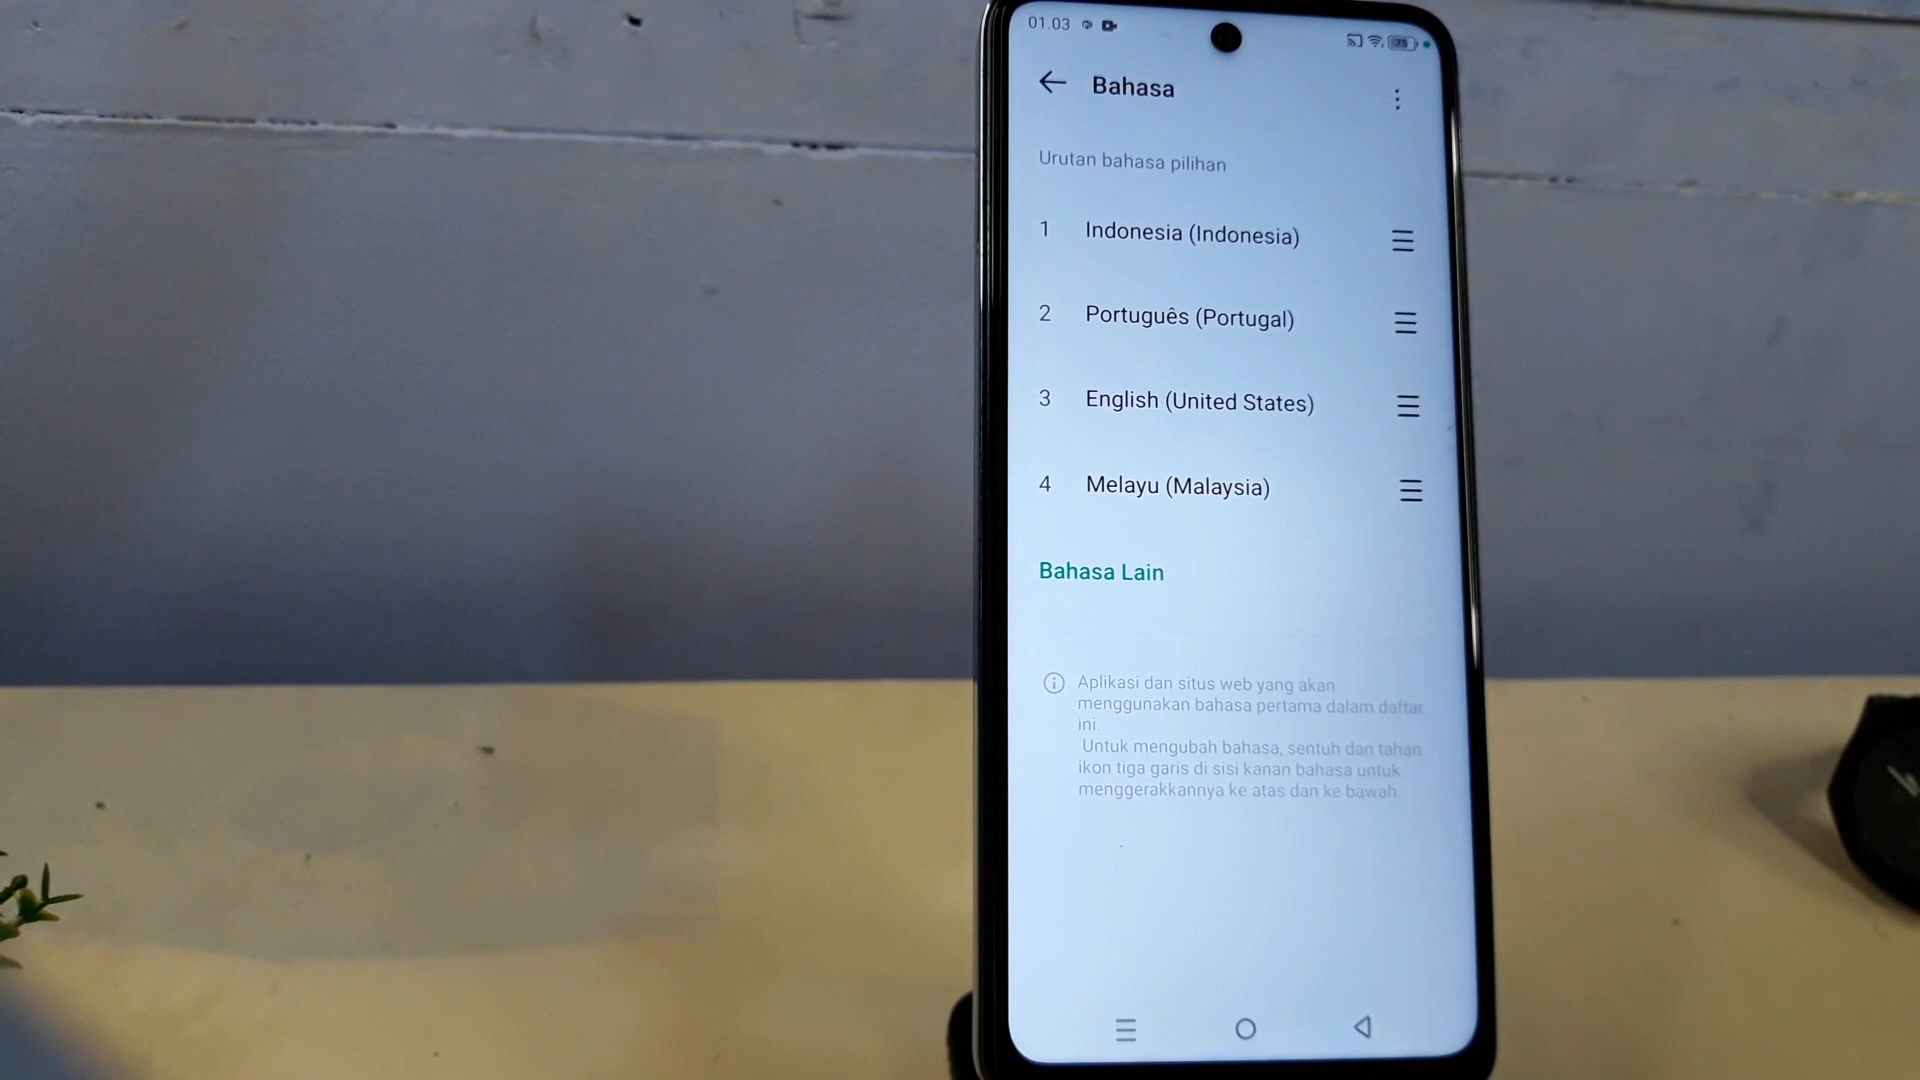 01.03
75
Bahasa
Urutan bahasa pilihan
1 Indonesia (Indonesia)
2 Português (Portugal)
3 English (United States)
4 Melayu (Malaysia)
Bahasa Lain
Aplikasi dan situs web yang akan
menggunakan bahasa pertama dalam daftar
ini.
Untuk mengubah bahasa, sentuh dan tahan
ikon tiga garis di sisi kanan bahasa untuk
menggerakkannya ke atas dan ke bawah.